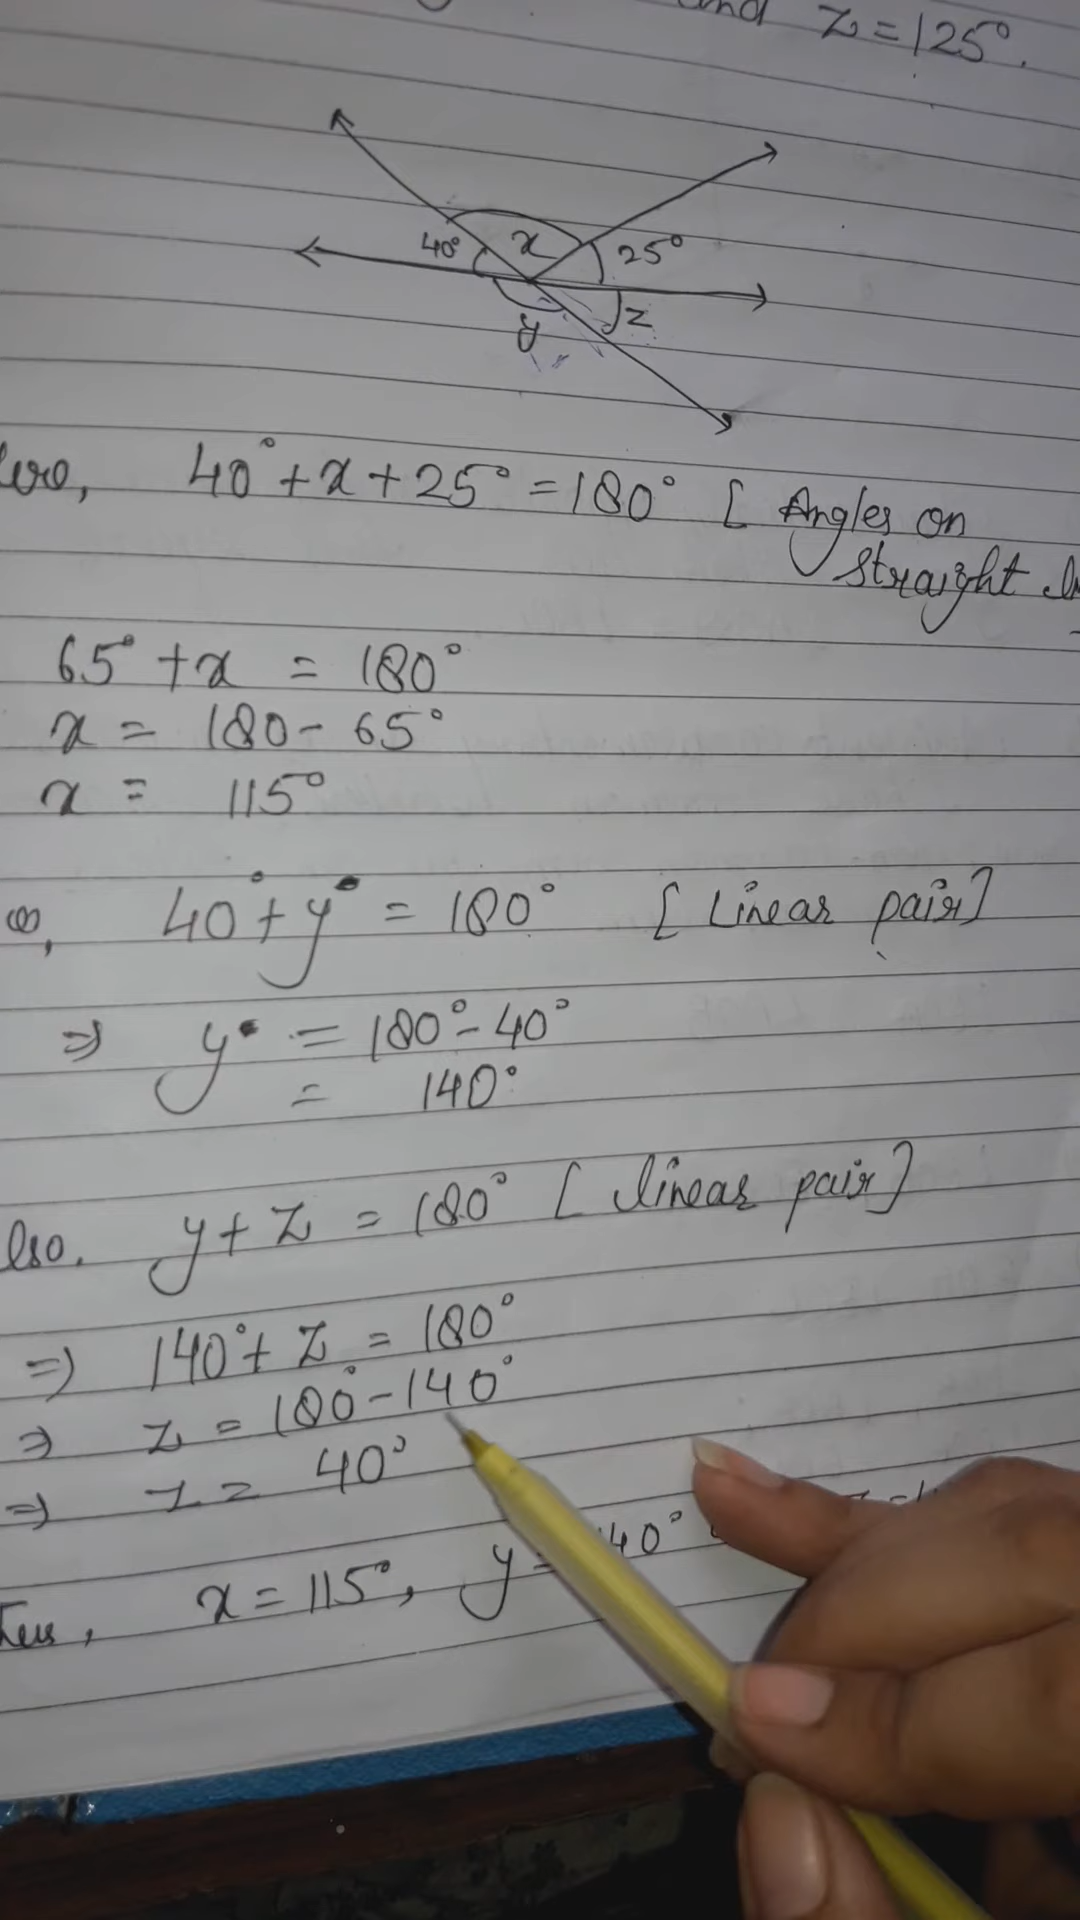 and z = 125°.
40° x 25°
y z
40° + x + 25° = 180° [ Angles on
straight
65° + x = 180°
x = 180 - 65°
x = 115°
40° + y = 180° [ Linear pair]
⇒ y = 180° - 40°
= 140°
y + z = 180° [ linear pair]
⇒ 140° + z = 180°
⇒ z = 180° - 140°
⇒ z = 40°
x = 115°, y = 40°